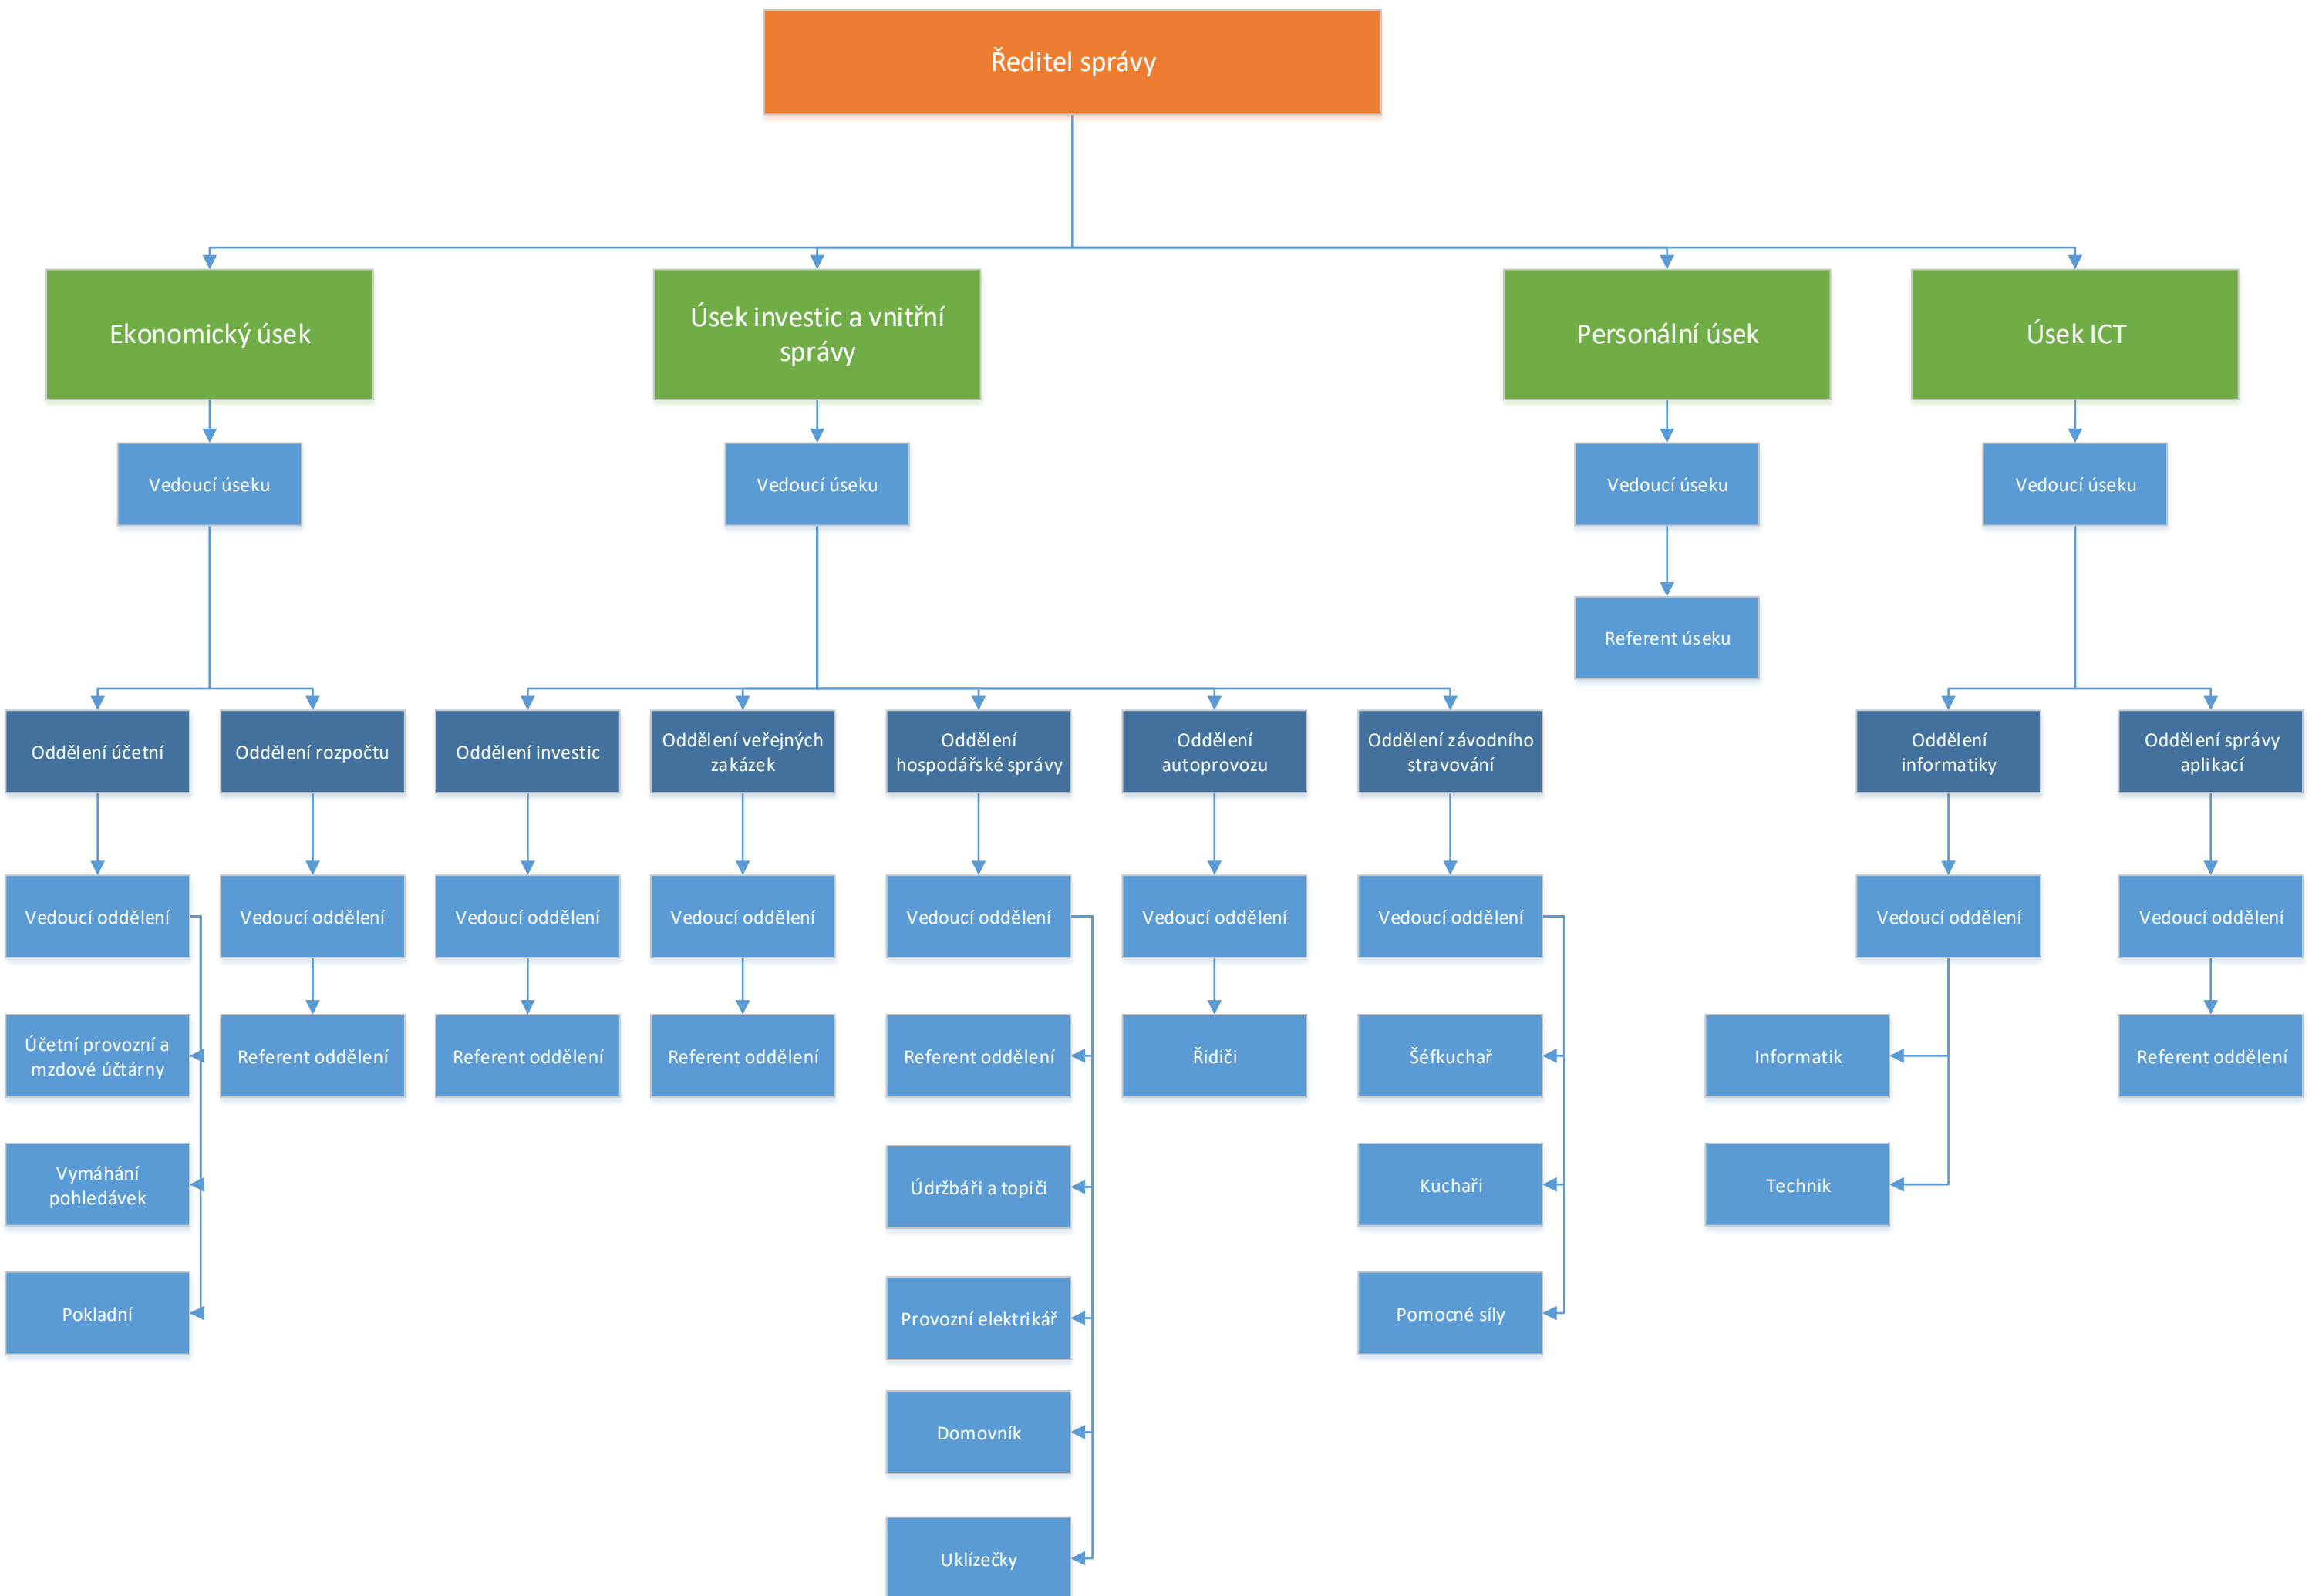 Ředitel správy
Ekonomický úsek
Úsek investic a vnitřní
správy
Personální úsek
Úsek ICT
Vedoucí úseku
Vedoucí úseku
Vedoucí úseku
Vedoucí úseku
Referent úseku
Oddělení účetní
Oddělení rozpočtu
Oddělení investic
Oddělení veřejných
zakázek
Oddělení
hospodářské správy
Oddělení
autoprovozu
Oddělení závodního
stravování
Oddělení
informatiky
Oddělení správy
aplikací
Vedoucí oddělení
Vedoucí oddělení
Vedoucí oddělení
Vedoucí oddělení
Vedoucí oddělení
Vedoucí oddělení
Vedoucí oddělení
Vedoucí oddělení
Vedoucí oddělení
Účetní provozní a
mzdové účtárny
Referent oddělení
Referent oddělení
Referent oddělení
Referent oddělení
Řidiči
Šéfkuchař
Informatik
Referent oddělení
Vymáhání
pohledávek
Údržbáři a topiči
Kuchaři
Technik
Pokladní
Provozní elektrikář
Pomocné síly
Domovník
Uklízečky